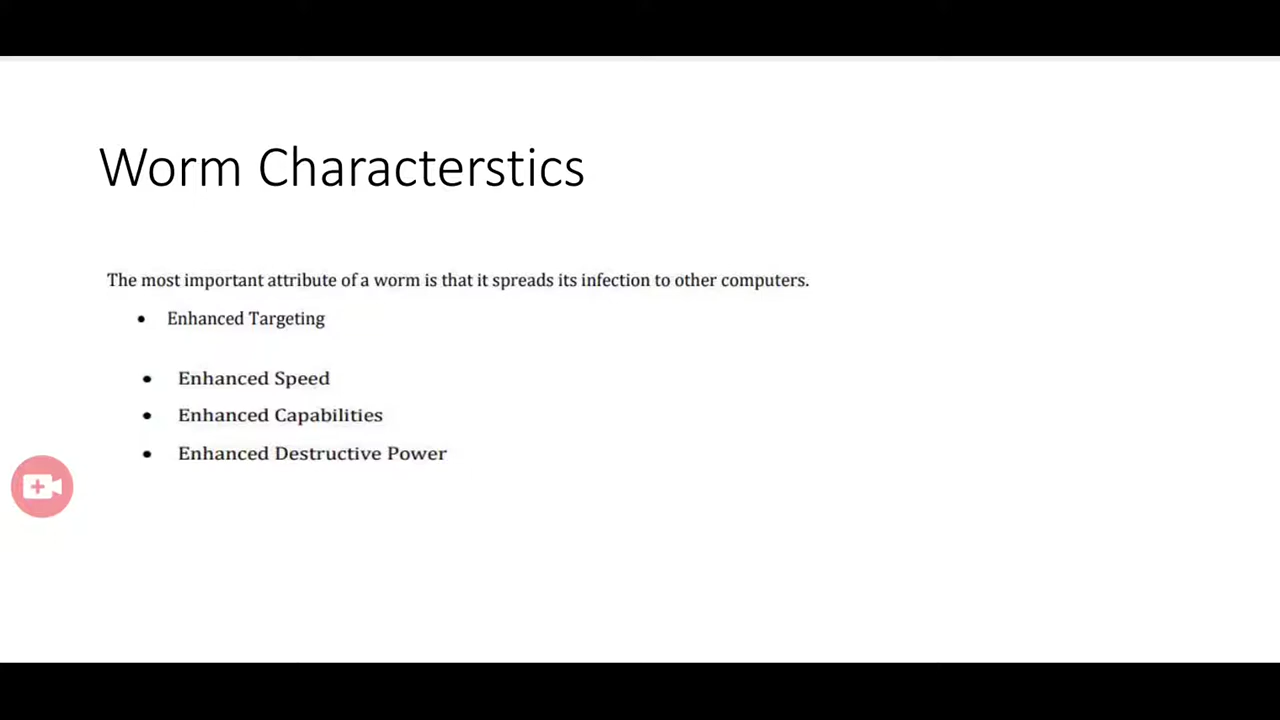 Worm Characterstics
The most important attribute of a worm is that it spreads its infection to other computers.
• Enhanced Targeting
• Enhanced Speed
• Enhanced Capabilities
• Enhanced Destructive Power